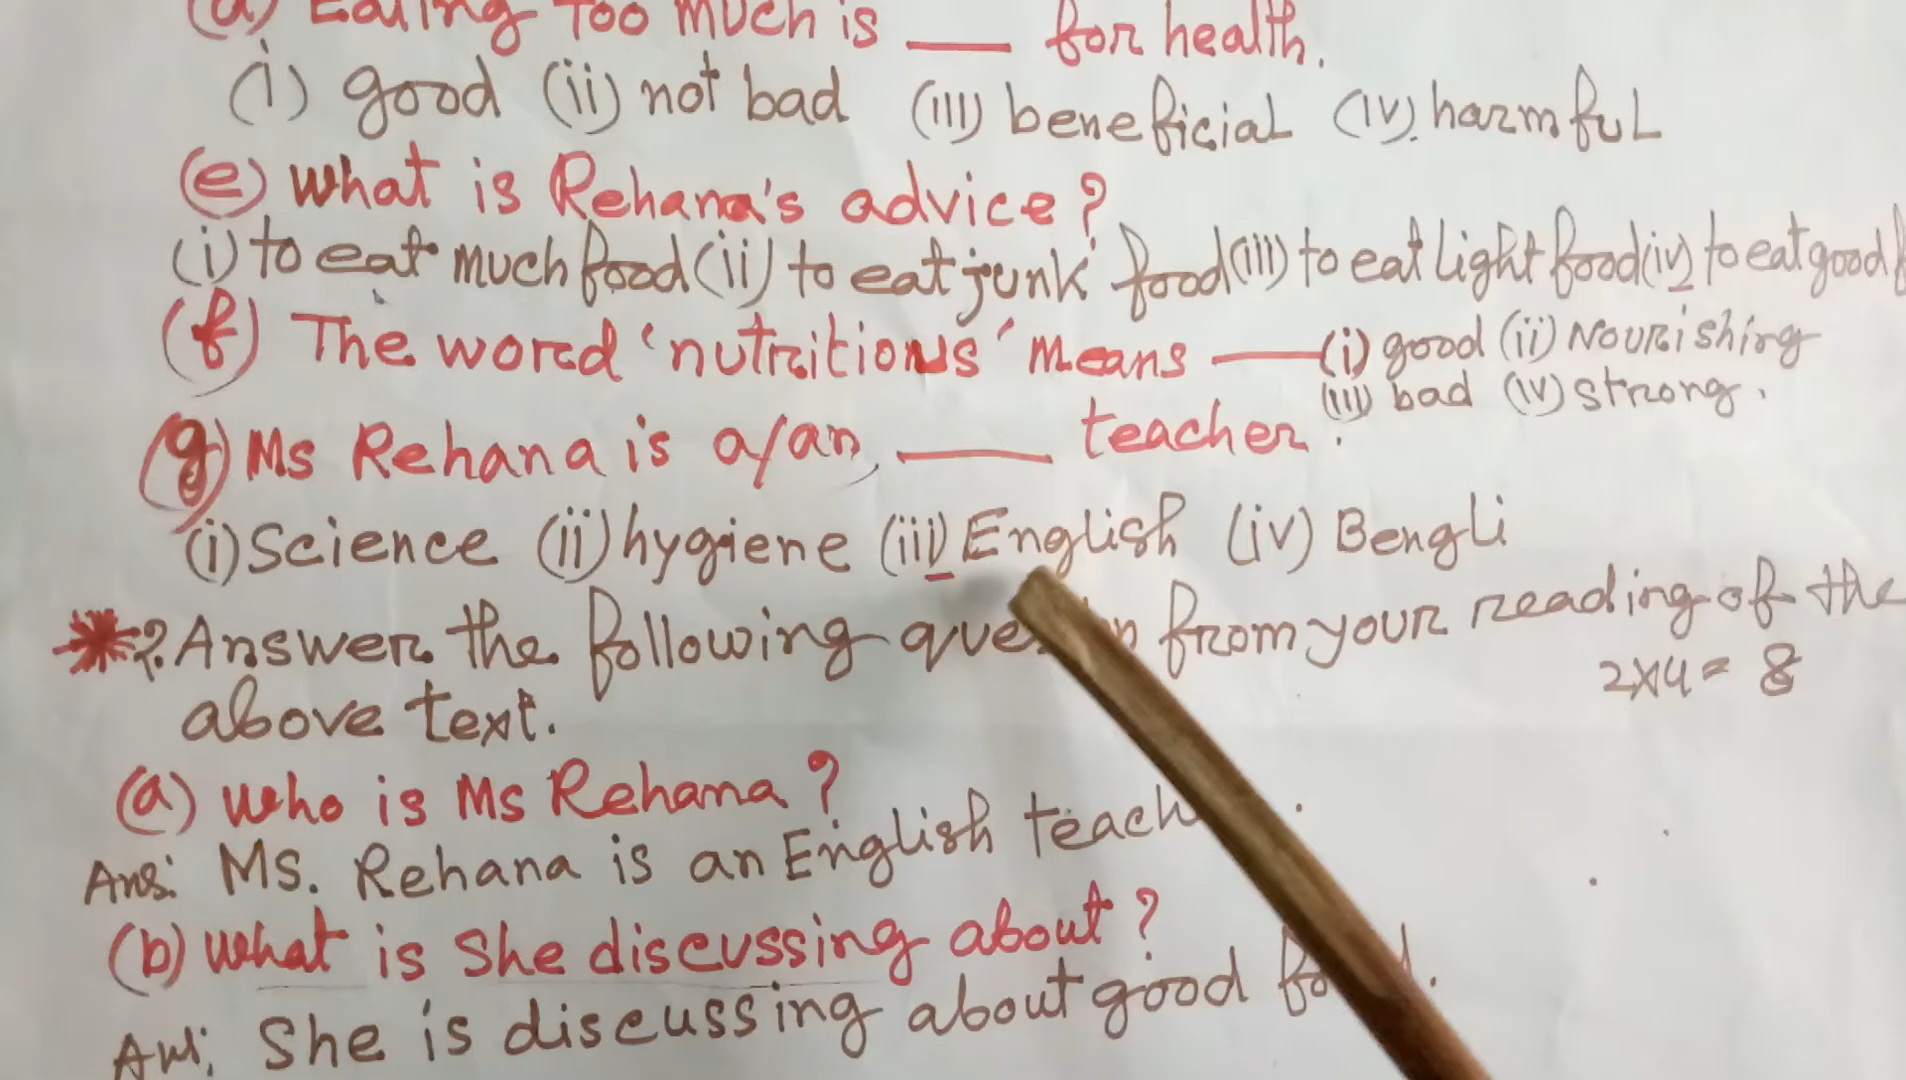 (d) Eating Too much is ___ for health.
(i) good (ii) not bad (iii) beneficial (iv) harmful
(e) what is Rehana's advice?
(i) to eat much food (ii) to eat junk food (iii) to eat light food (iv) to eat good
(f) The word 'nutritious' means ___ (i) good (ii) Nourishing
(iii) bad (iv) strong.
(g) Ms Rehana is a/an, ___ teacher.
(i) Science (ii) hygiene (iii) English (iv) Bengli
2. Answer the following from your reading of the
2x4 = 8
above text.
(a) who is Ms Rehana?
Ans: Ms. Rehana is an English
(b) what is She discussing about?
Ans: She is discussing about good